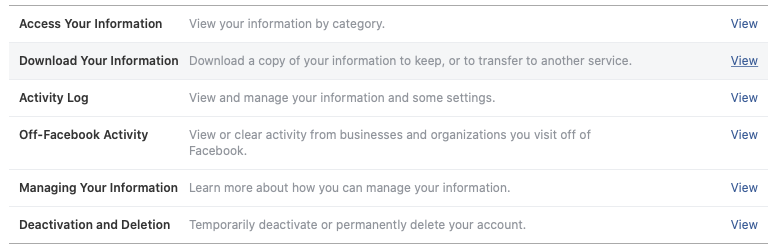 Access Your Information View your information by category. View
Download Your Information Download a copy of your information to keep, or to transfer to another service. View
Activity Log View and manage your information and some settings. View
Off-Facebook Activity View or clear activity from businesses and organizations you visit off of View
Facebook.
Managing Your Information Learn more about how you can manage your information. View
Deactivation and Deletion Temporarily deactivate or permanently delete your account. View